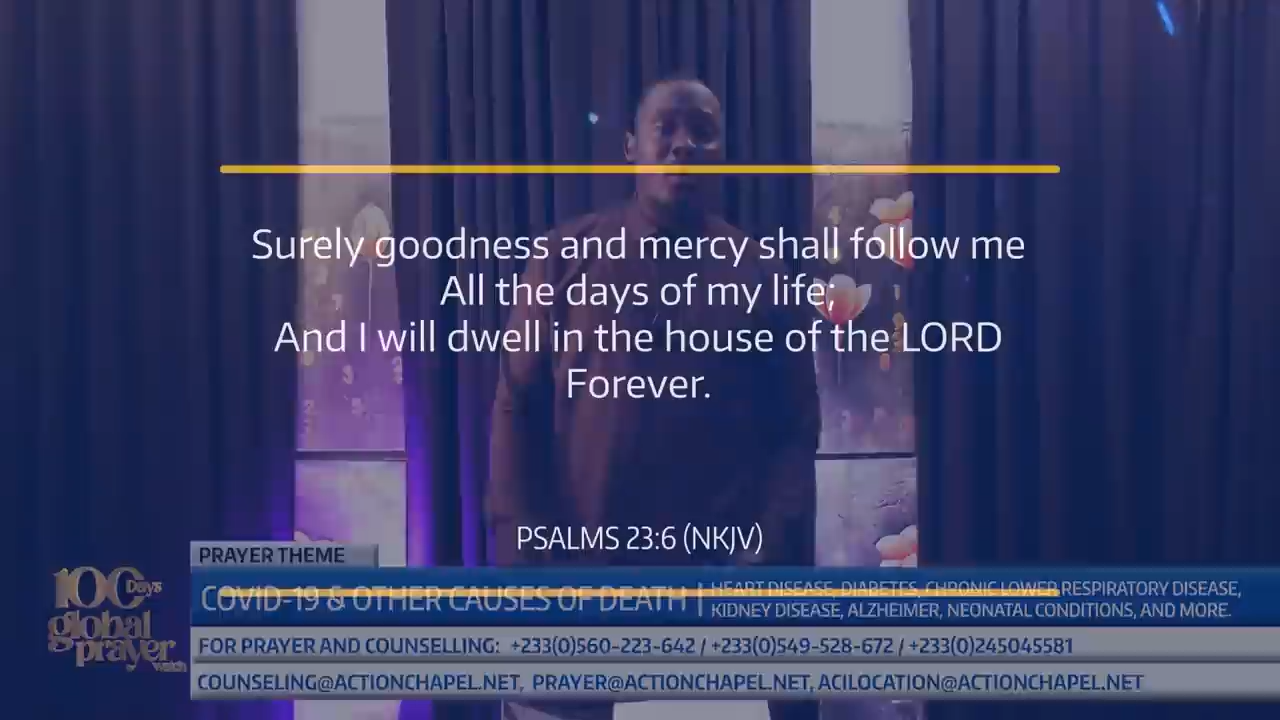 Surely goodness and mercy shall follow me
All the days of my life;
And I will dwell in the house of the LORD
Forever.
PSALMS 23:6 (NKJV)
PRAYER THEME
COVID-19 & OTHER CAUSES OF DEATH | HEART DISEASE, DIABETES, CHRONIC LOWER RESPIRATORY DISEASE,
KIDNEY DISEASE, ALZHEIMER, NEONATAL CONDITIONS, AND MORE.
100 Days
global
prayer
watch
FOR PRAYER AND COUNSELLING: +233(0)560-223-642 / +233(0)549-528-672 / +233(0)245045581
COUNSELING@ACTIONCHAPEL.NET, PRAYER@ACTIONCHAPEL.NET, ACILOCATION@ACTIONCHAPEL.NET